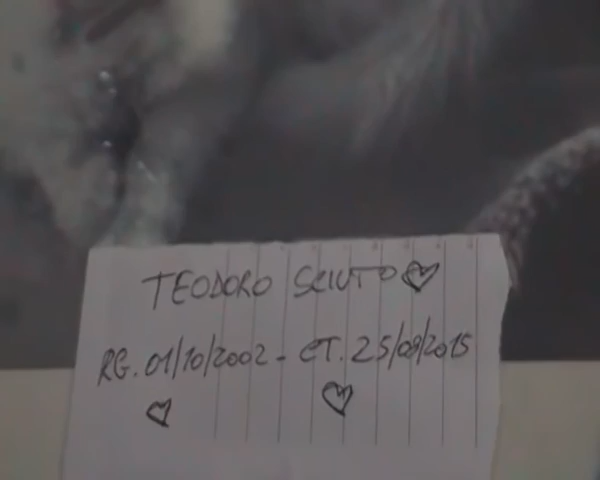 TEODORO SCIUTO ♡
RG. 01/10/2002 - CT. 25/09/2015
♡ ♡